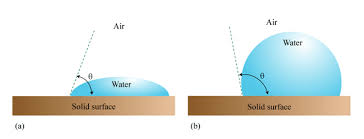 Air
θ
Water
Solid surface
(a)
Air
Water
θ
Solid surface
(b)